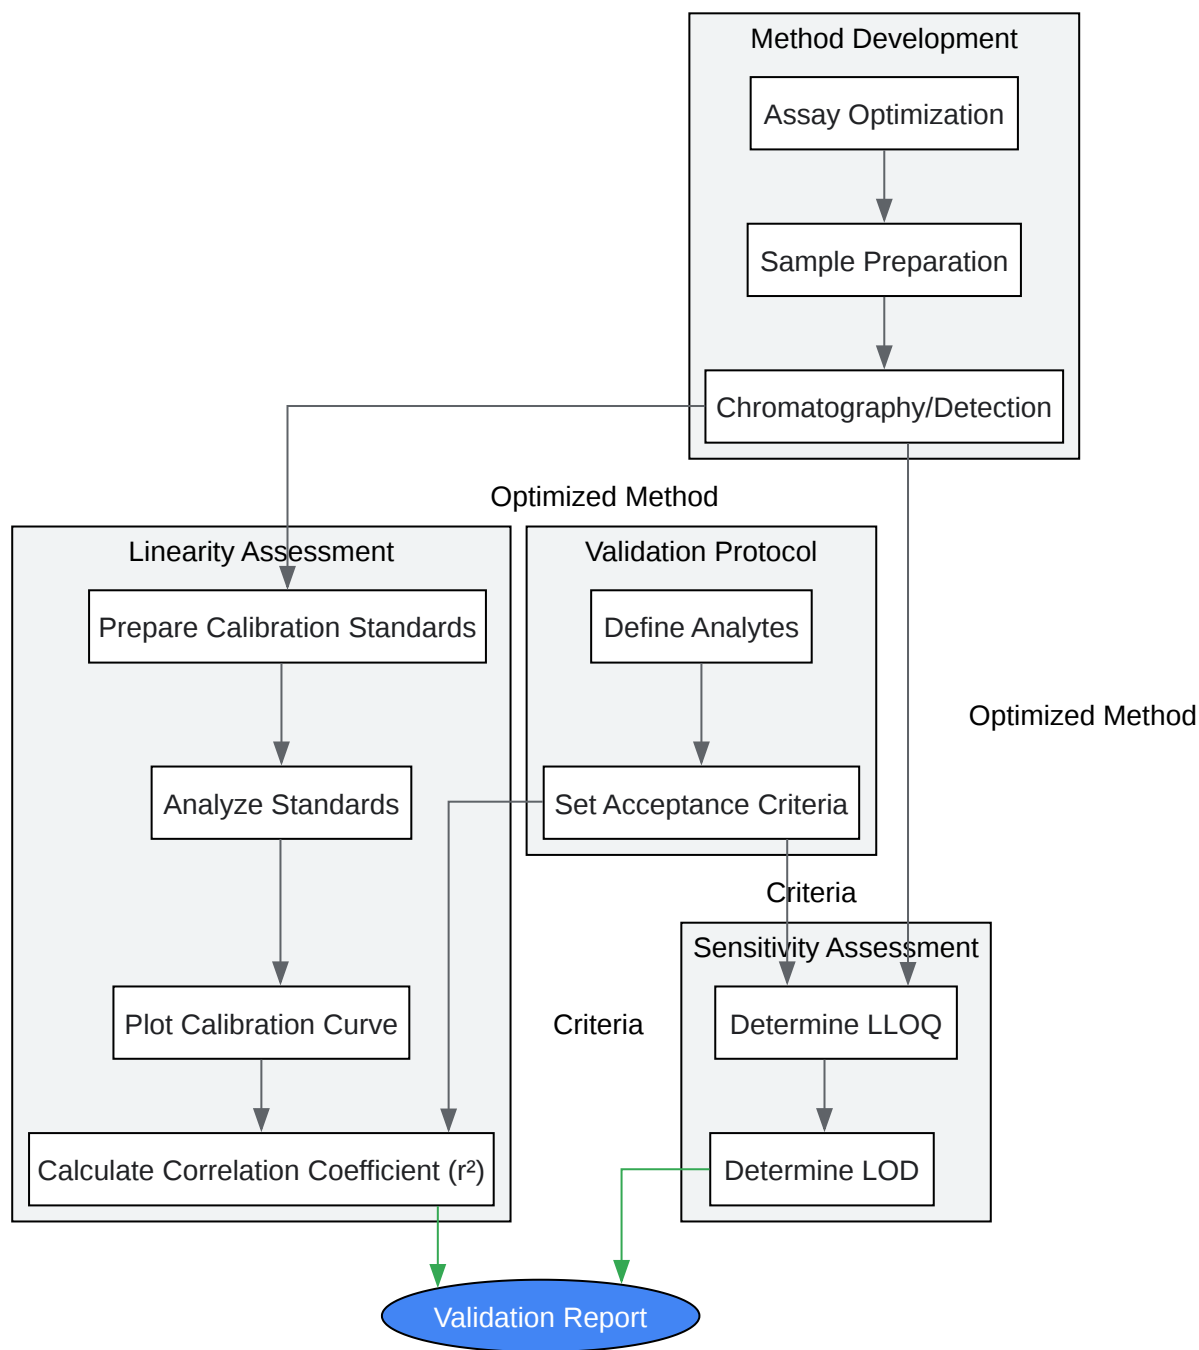 Method Development
Assay Optimization
Sample Preparation
Chromatography/Detection
Optimized Method
Linearity Assessment
Validation Protocol
Prepare Calibration Standards
Define Analytes
Optimized Method
Analyze Standards
Set Acceptance Criteria
Criteria
Sensitivity Assessment
Plot Calibration Curve
Criteria
Determine LLOQ
Calculate Correlation Coefficient (r²)
Determine LOD
Validation Report